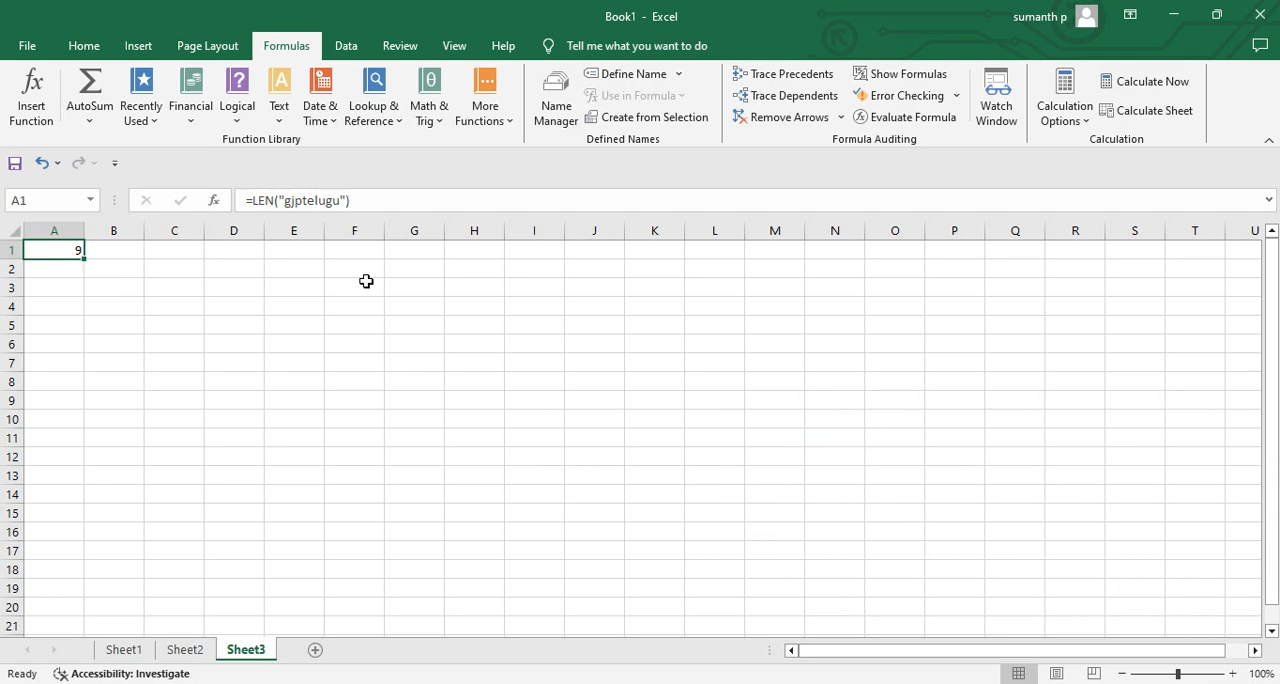 Book1 - Excel
sumanth p
File Home Insert Page Layout Formulas Data Review View Help Tell me what you want to do
fx Insert Function
Σ AutoSum
Recently Used
Financial
? Logical
A Text
Date & Time
Lookup & Reference
θ Math & Trig
More Functions
Function Library
Name Manager
Define Name
Use in Formula
Create from Selection
Defined Names
Trace Precedents
Trace Dependents
Remove Arrows
Show Formulas
Error Checking
Evaluate Formula
Formula Auditing
Watch Window
Calculation Options
Calculate Now
Calculate Sheet
Calculation
A1 fx =LEN("gjptelugu")
A B C D E F G H I J K L M N O P Q R S T U
1 9
2
3
4
5
6
7
8
9
10
11
12
13
14
15
16
17
18
19
20
21
Sheet1 Sheet2 Sheet3
Ready Accessibility: Investigate 100%